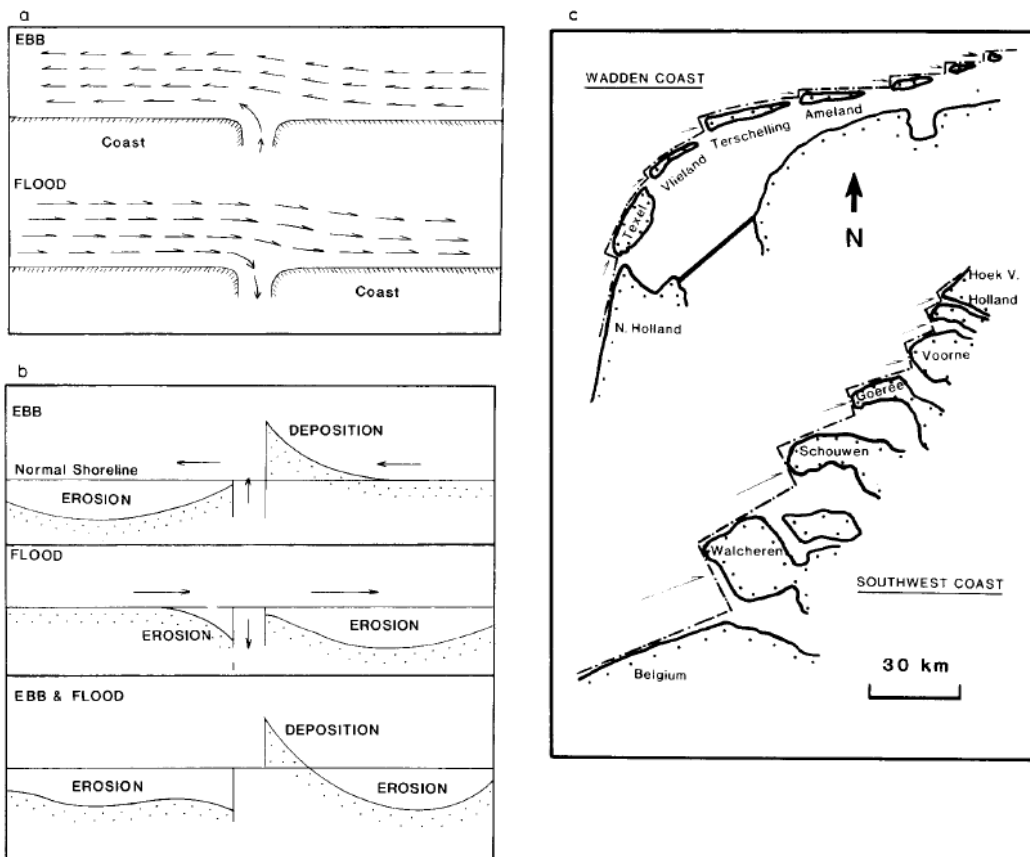 a
EBB
Coast
FLOOD
Coast
b
EBB
DEPOSITION
Normal Shoreline
EROSION
FLOOD
EROSION
EROSION
EBB & FLOOD
DEPOSITION
EROSION
EROSION
c
WADDEN COAST
Ameland
Terschelling
Vlieland
Texel
N
N. Holland
Hoek V.
Holland
Voorne
Goerëe
Schouwen
Walcheren
SOUTHWEST COAST
Belgium
30 km